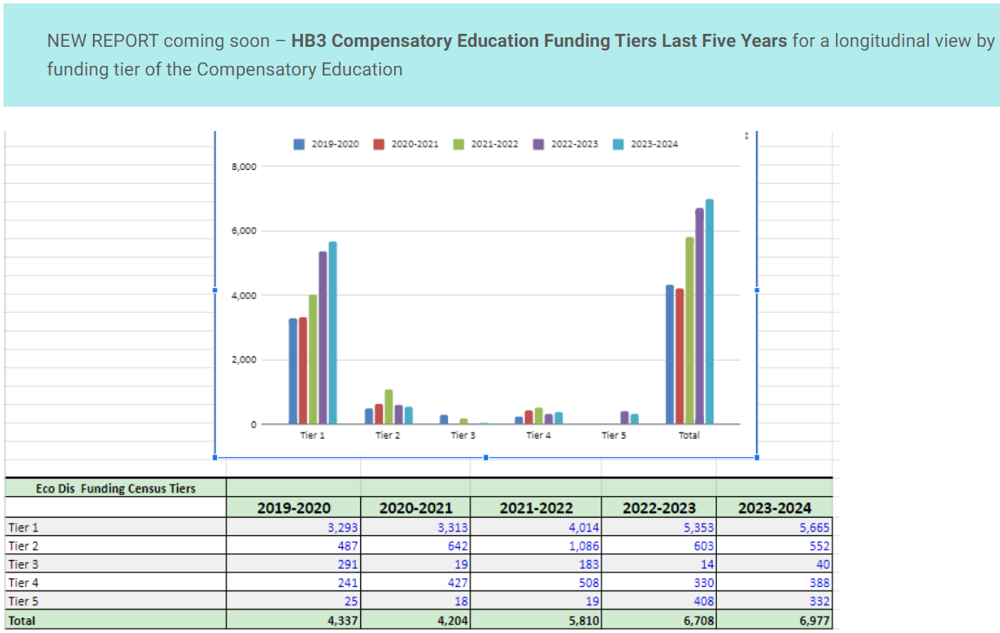 NEW REPORT coming soon – HB3 Compensatory Education Funding Tiers Last Five Years for a longitudinal view by
funding tier of the Compensatory Education
2019-2020 2020-2021 2021-2022 2022-2023 2023-2024
8,000
6,000
4,000
2,000
0
Tier 1 Tier 2 Tier 3 Tier 4 Tier 5 Total
Eco Dis Funding Census Tiers
2019-2020 2020-2021 2021-2022 2022-2023 2023-2024
Tier 1 3,293 3,313 4,014 5,353 5,665
Tier 2 487 642 1,086 603 552
Tier 3 291 19 183 14 40
Tier 4 241 427 508 330 388
Tier 5 25 18 19 408 332
Total 4,337 4,204 5,810 6,708 6,977